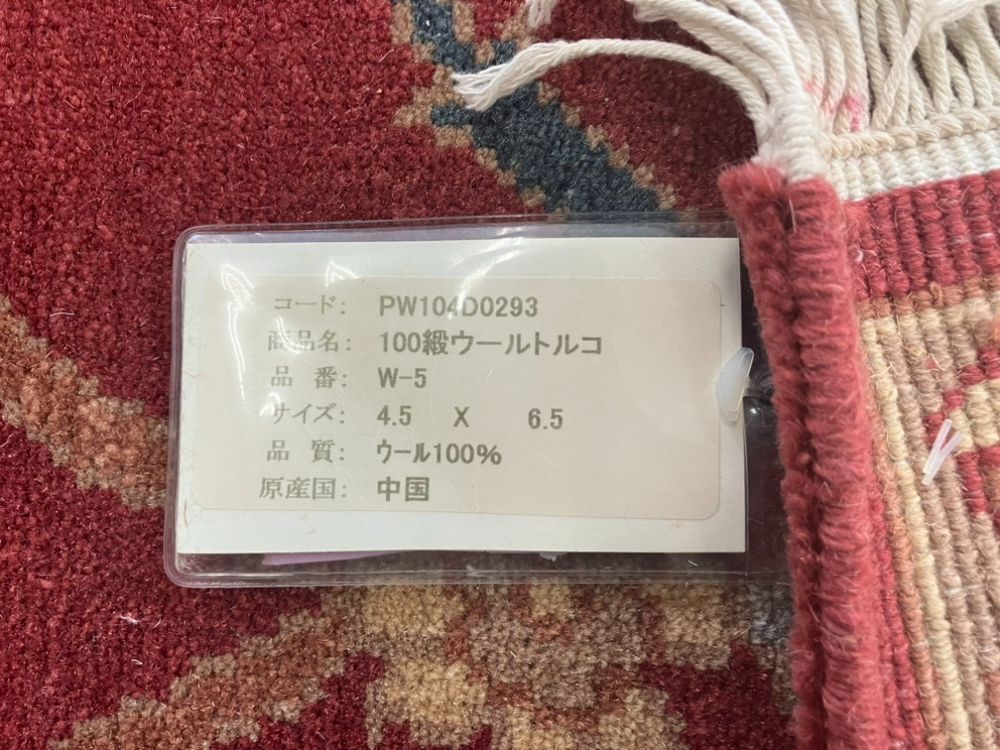 コード: PW104D0293
商品名: 100緞ウールトルコ
品 番: W-5
サイズ: 4.5 X 6.5
品 質: ウール100%
原産国: 中国